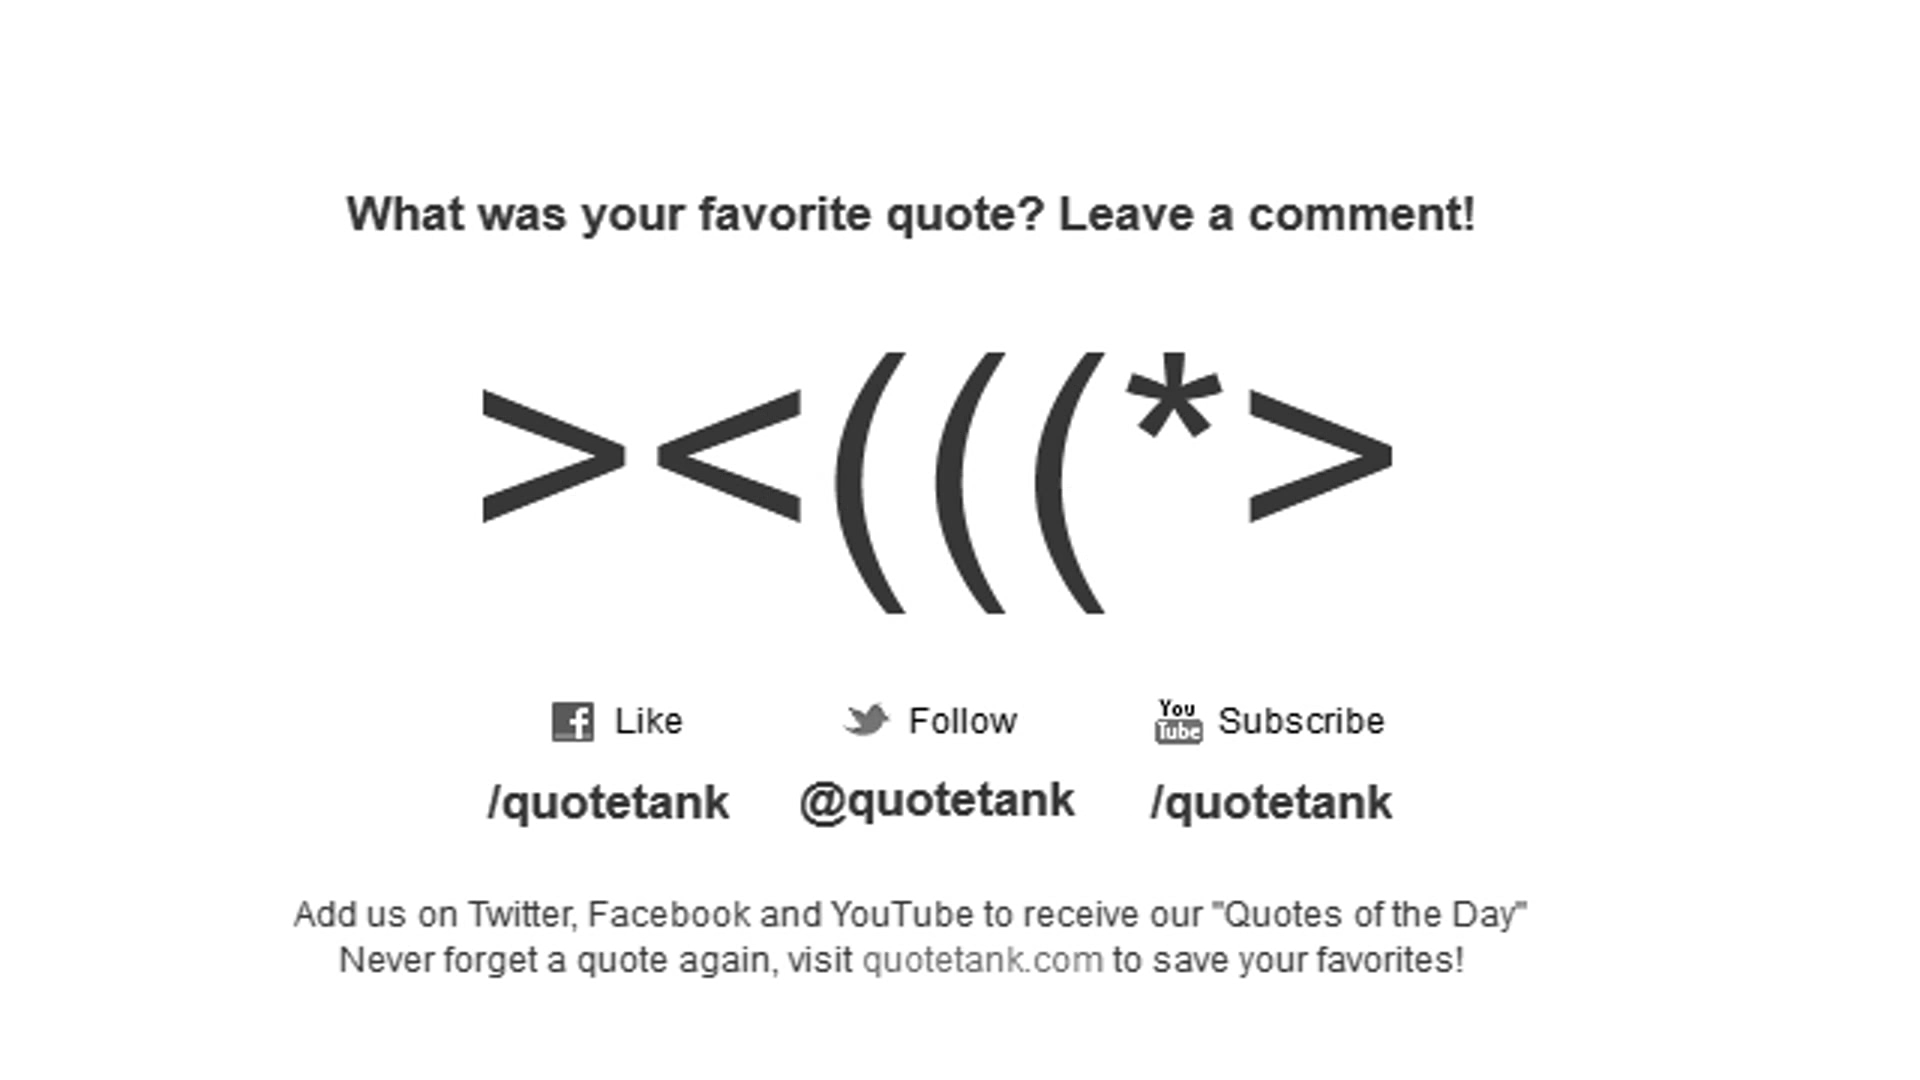 What was your favorite quote? Leave a comment!
><(((*>
f Like
Follow
You Tube Subscribe
/quotetank
@quotetank
/quotetank
Add us on Twitter, Facebook and YouTube to receive our "Quotes of the Day"
Never forget a quote again, visit quotetank.com to save your favorites!